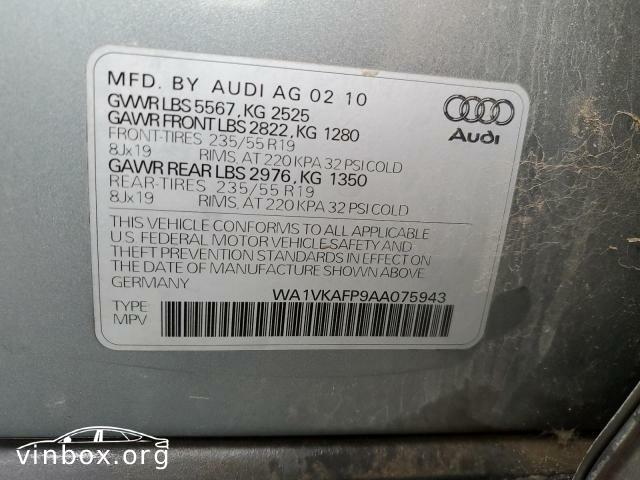 MFD. BY AUDI AG 02 10
GVWR LBS 5567, KG 2525
GAWR FRONT LBS 2822, KG 1280
FRONT-TIRES 235/55 R19
8Jx19 RIMS, AT 220 KPA 32 PSI COLD
GAWR REAR LBS 2976, KG 1350
REAR-TIRES 235/55 R19
8Jx19 RIMS, AT 220 KPA 32 PSI COLD
THIS VEHICLE CONFORMS TO ALL APPLICABLE
U.S. FEDERAL MOTOR VEHICLE SAFETY AND
THEFT PREVENTION STANDARDS IN EFFECT ON
THE DATE OF MANUFACTURE SHOWN ABOVE.
GERMANY WA1VKAFP9AA075943
TYPE
MPV
Audi
vinbox.org